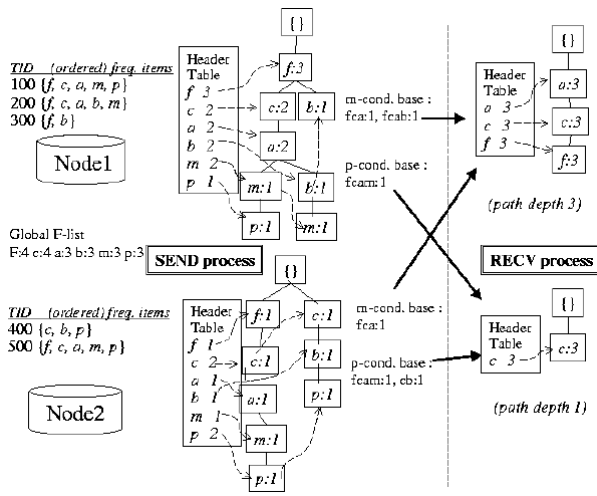 TID (ordered) freq. items
100 {f, c, a, m, p}
200 {f, c, a, b, m}
300 {f, b}
Node1
Header
Table
f 3
c 2
a 2
b 2
m 2
p 1
{}
f:3
c:2
b:1
a:2
m:1
b:1
p:1
m:1
m-cond. base :
fca:1, fcab:1
p-cond. base :
fcam:1
{}
Header
Table
a 3
c 3
f 3
a:3
c:3
f:3
(path depth 3)
Global F-list
F:4 c:4 a:3 b:3 m:3 p:3
SEND process
RECV process
TID (ordered) freq. items
400 {c, b, p}
500 {f, c, a, m, p}
Node2
Header
Table
f 1
c 2
a 1
b 1
m 1
p 2
{}
f:1
c:1
c:1
b:1
a:1
p:1
m:1
p:1
m-cond. base :
fca:1
p-cond. base :
fcam:1, cb:1
{}
Header
Table
c 3
c:3
(path depth 1)